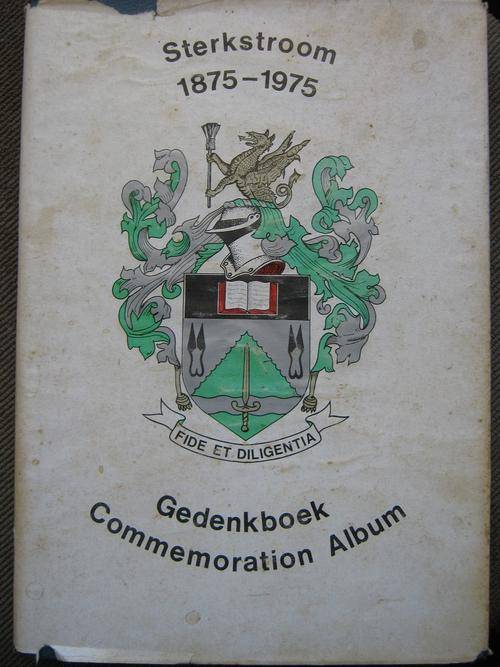 Sterkstroom
1875–1975
FIDE ET DILIGENTIA
Gedenkboek
Commemoration Album